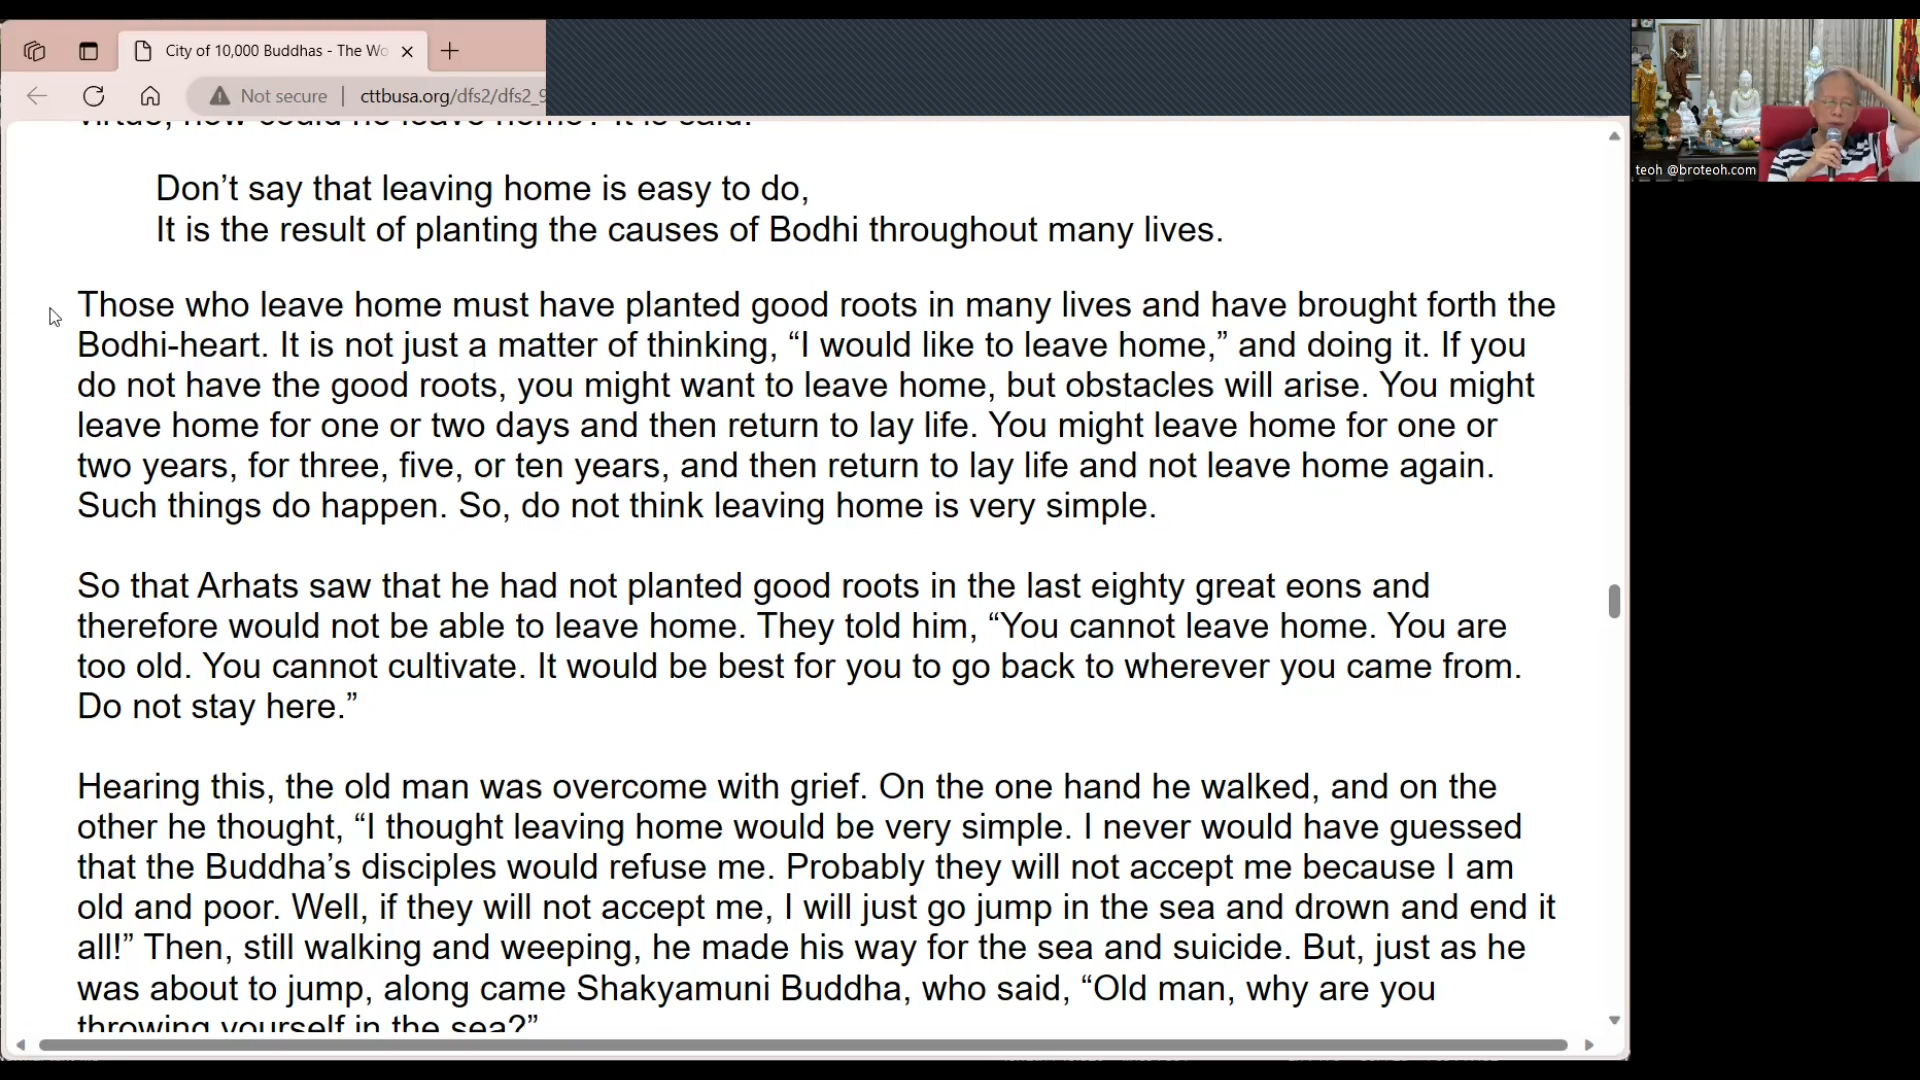 City of 10,000 Buddhas - The Wo
Not secure | cttbusa.org/dfs2/dfs2_9
virtue, how could he leave home? It is said:
Don’t say that leaving home is easy to do,
It is the result of planting the causes of Bodhi throughout many lives.
Those who leave home must have planted good roots in many lives and have brought forth the
Bodhi-heart. It is not just a matter of thinking, “I would like to leave home,” and doing it. If you
do not have the good roots, you might want to leave home, but obstacles will arise. You might
leave home for one or two days and then return to lay life. You might leave home for one or
two years, for three, five, or ten years, and then return to lay life and not leave home again.
Such things do happen. So, do not think leaving home is very simple.
So that Arhats saw that he had not planted good roots in the last eighty great eons and
therefore would not be able to leave home. They told him, “You cannot leave home. You are
too old. You cannot cultivate. It would be best for you to go back to wherever you came from.
Do not stay here.”
Hearing this, the old man was overcome with grief. On the one hand he walked, and on the
other he thought, “I thought leaving home would be very simple. I never would have guessed
that the Buddha’s disciples would refuse me. Probably they will not accept me because I am
old and poor. Well, if they will not accept me, I will just go jump in the sea and drown and end it
all!” Then, still walking and weeping, he made his way for the sea and suicide. But, just as he
was about to jump, along came Shakyamuni Buddha, who said, “Old man, why are you
throwing yourself in the sea?”
teoh @broteoh.com